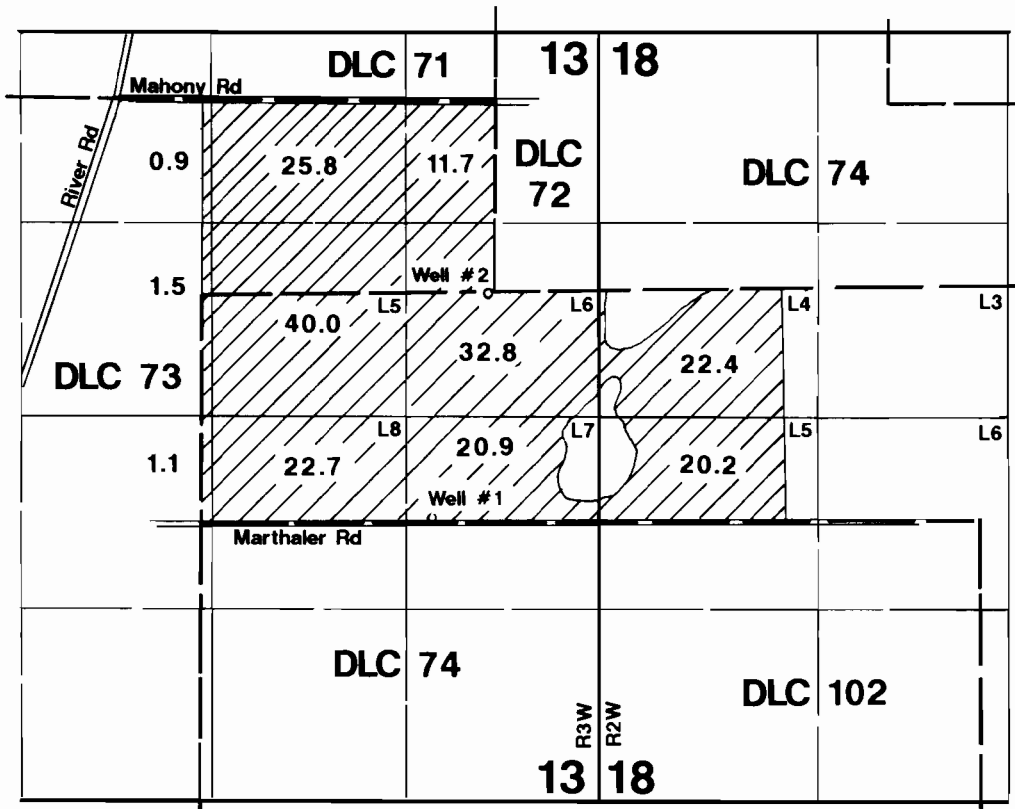 DLC 71
13 18
Mahony Rd
River Rd
0.9
25.8
11.7
DLC
72
DLC 74
1.5
Well #2
L5
L6
L4
L3
40.0
32.8
22.4
DLC 73
L8
L7
L5
L6
1.1
22.7
20.9
20.2
Well #1
Marthaler Rd
DLC 74
DLC 102
R3W
R2W
13 18